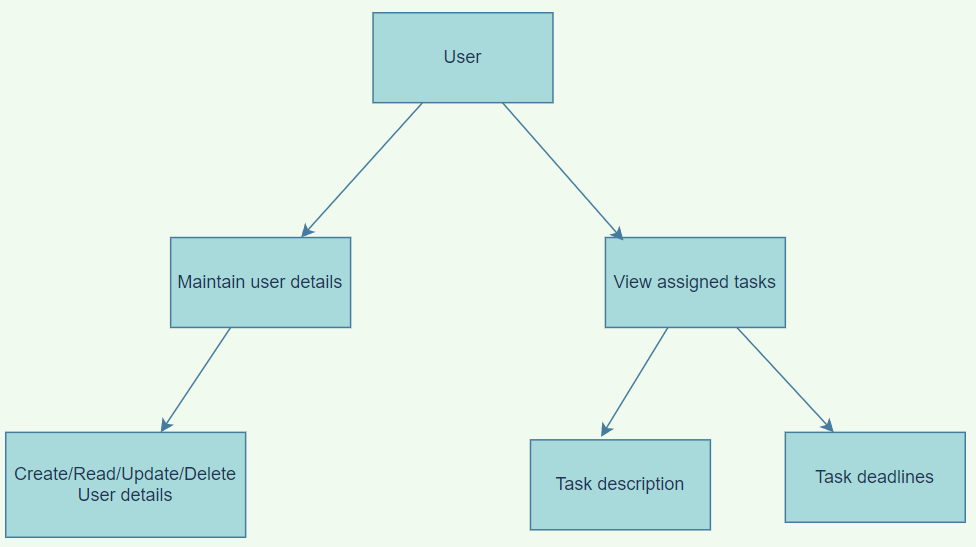 User
Maintain user details
View assigned tasks
Create/Read/Update/Delete
User details
Task description
Task deadlines